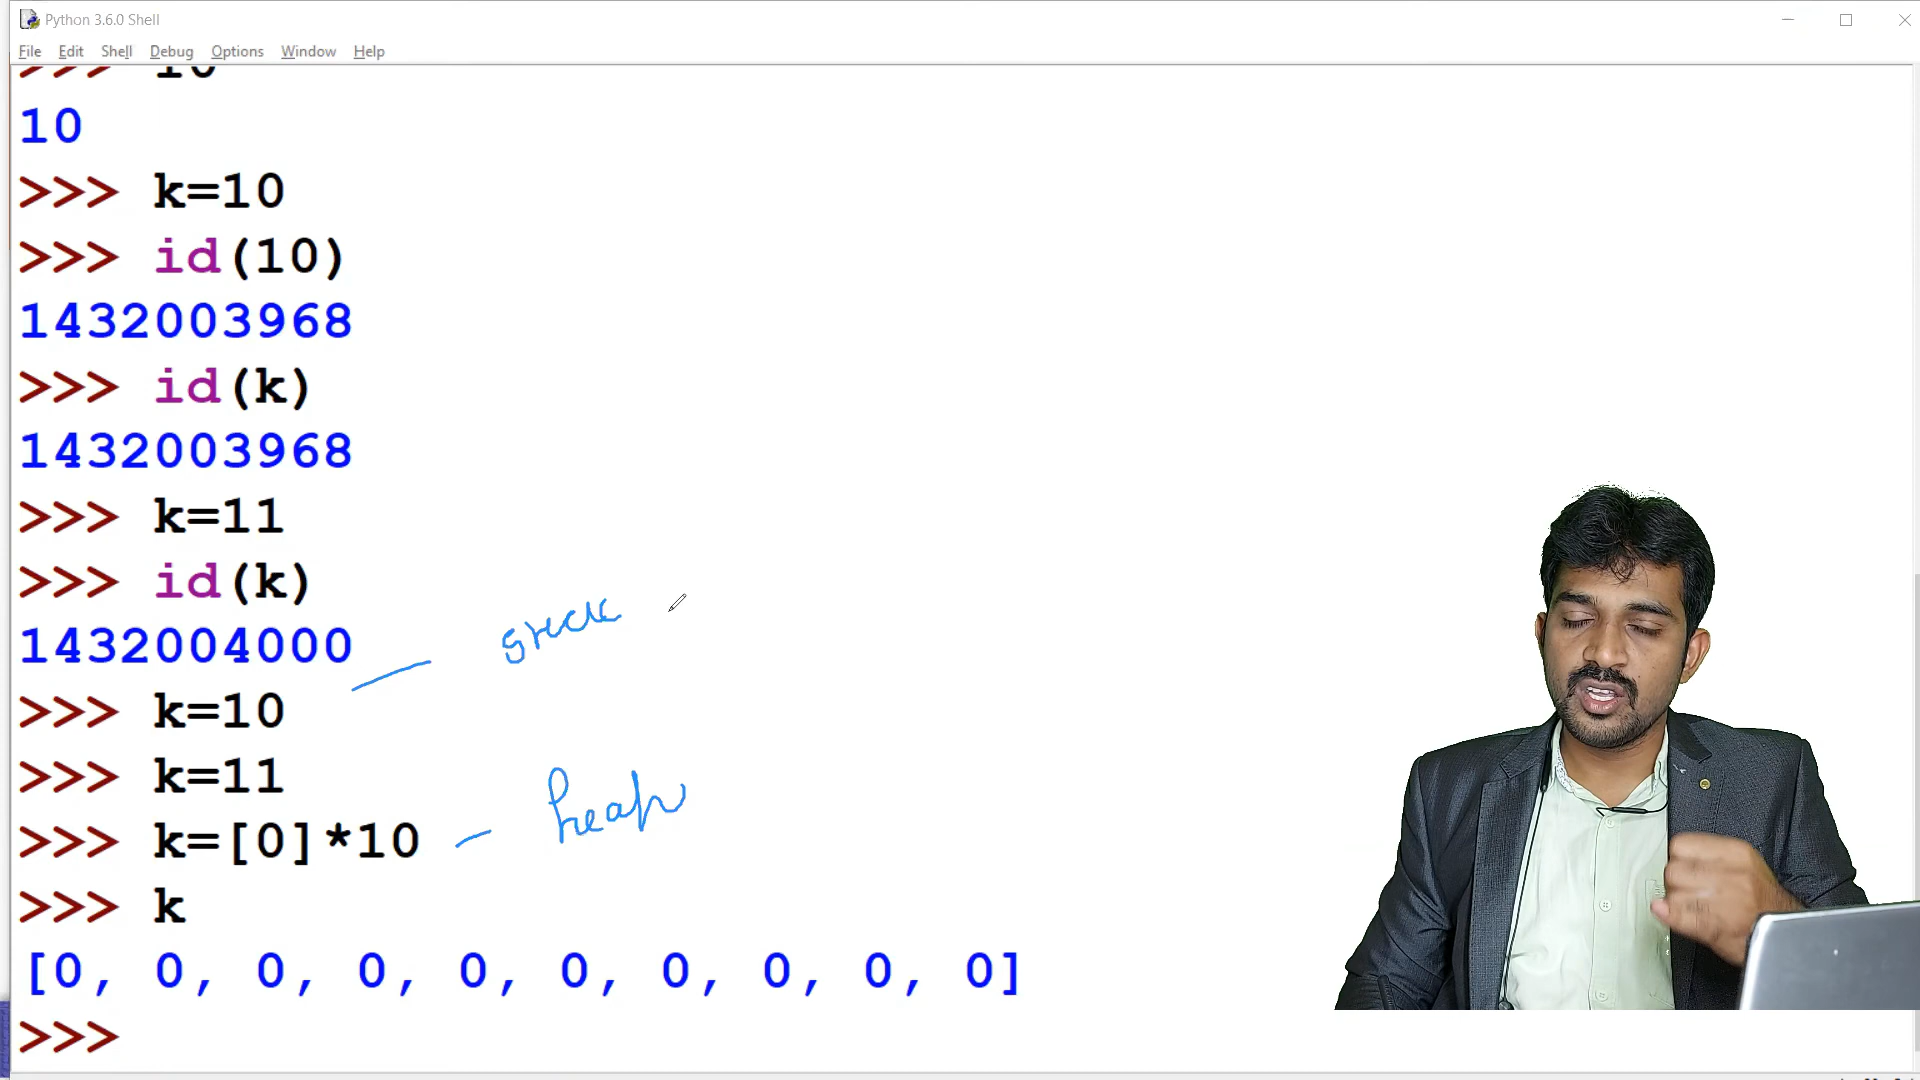 Python 3.6.0 Shell
File Edit Shell Debug Options Window Help
>>> 10
10
>>> k=10
>>> id(10)
1432003968
>>> id(k)
1432003968
>>> k=11
>>> id(k)
1432004000
stack
>>> k=10
>>> k=11
>>> k=[0]*10
heap
>>> k
[0, 0, 0, 0, 0, 0, 0, 0, 0, 0]
>>>